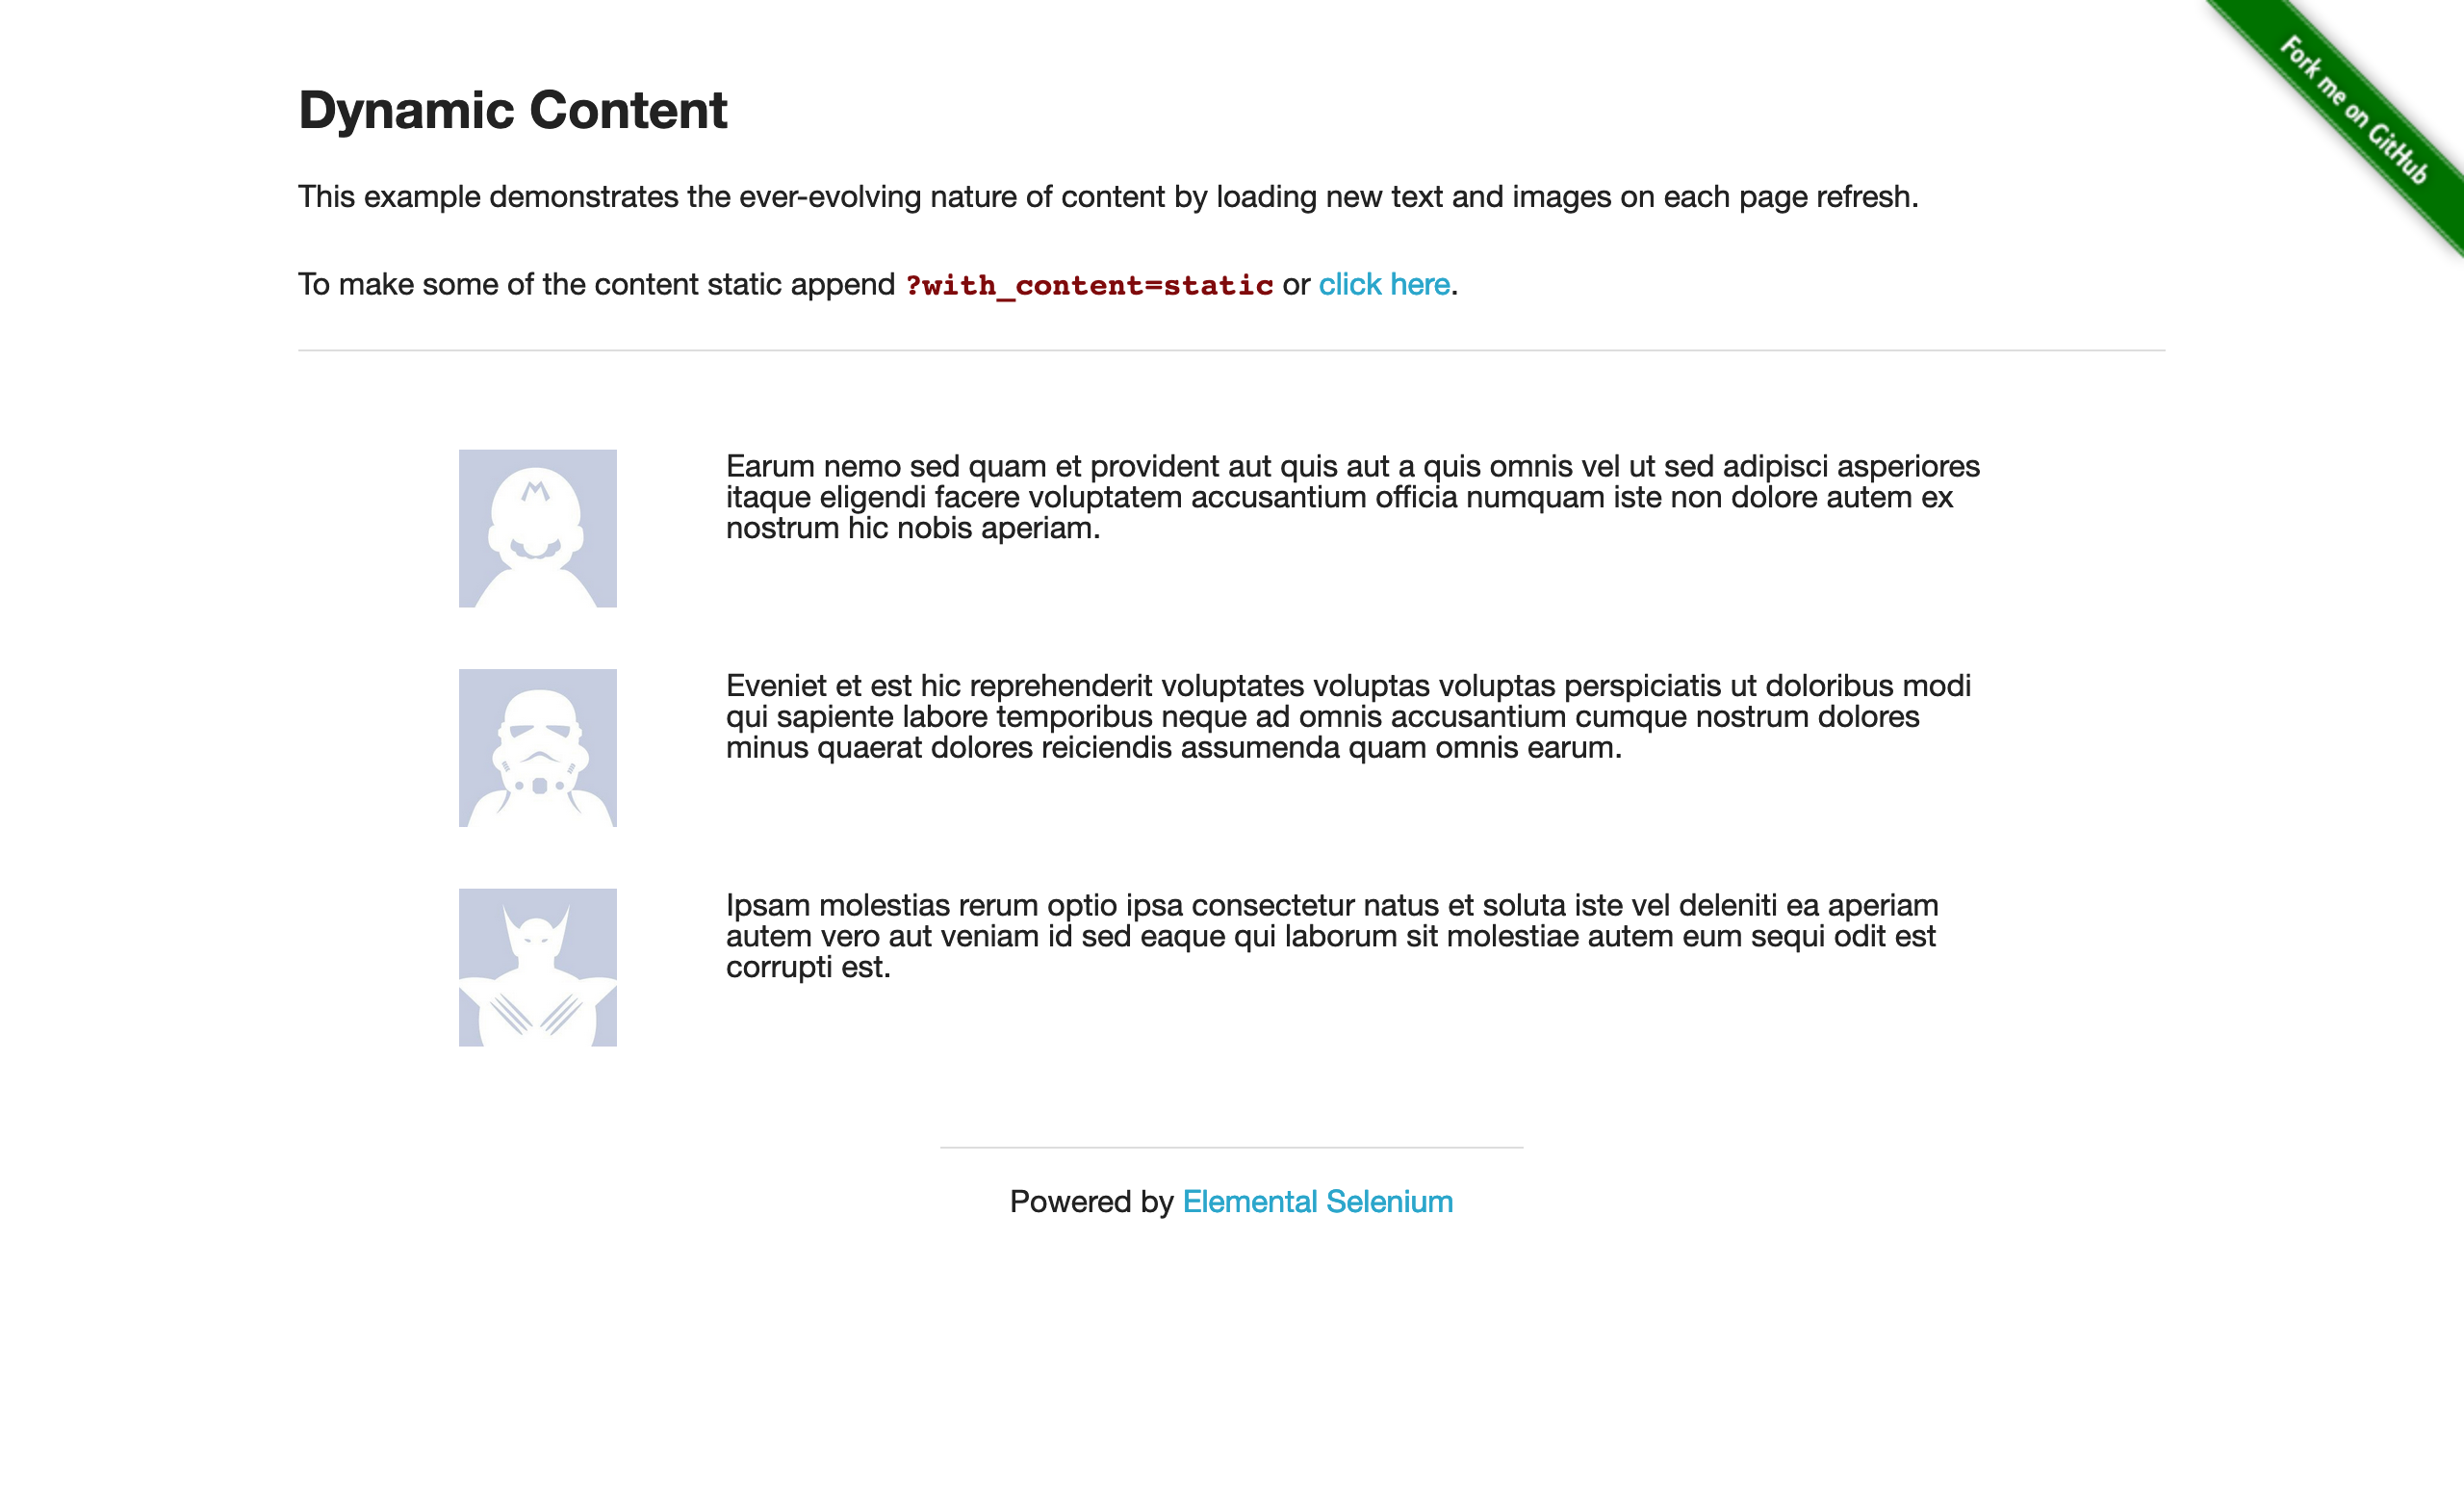 Fork me on GitHub
Dynamic Content
This example demonstrates the ever-evolving nature of content by loading new text and images on each page refresh.
To make some of the content static append ?with_content=static or click here.
Earum nemo sed quam et provident aut quis aut a quis omnis vel ut sed adipisci asperiores
itaque eligendi facere voluptatem accusantium officia numquam iste non dolore autem ex
nostrum hic nobis aperiam.
Eveniet et est hic reprehenderit voluptates voluptas voluptas perspiciatis ut doloribus modi
qui sapiente labore temporibus neque ad omnis accusantium cumque nostrum dolores
minus quaerat dolores reiciendis assumenda quam omnis earum.
Ipsam molestias rerum optio ipsa consectetur natus et soluta iste vel deleniti ea aperiam
autem vero aut veniam id sed eaque qui laborum sit molestiae autem eum sequi odit est
corrupti est.
Powered by Elemental Selenium